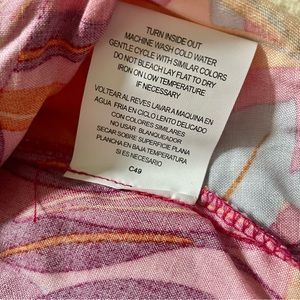 TURN INSIDE OUT
MACHINE WASH COLD WATER
GENTLE CYCLE WITH SIMILAR COLORS
DO NOT BLEACH LAY FLAT TO DRY
IRON ON LOW TEMPERATURE
IF NECESSARY
VOLTEAR AL REVES LAVAR A MAQUINA EN
AGUA FRIA EN CICLO LENTO DELICADO
CON COLORES SIMILARES
NO USAR BLANQUEADOR
SECAR SOBRE SUPERFICIE PLANA
PLANCHA EN BAJA TEMPERATURA
SI ES NECESARIO
C49